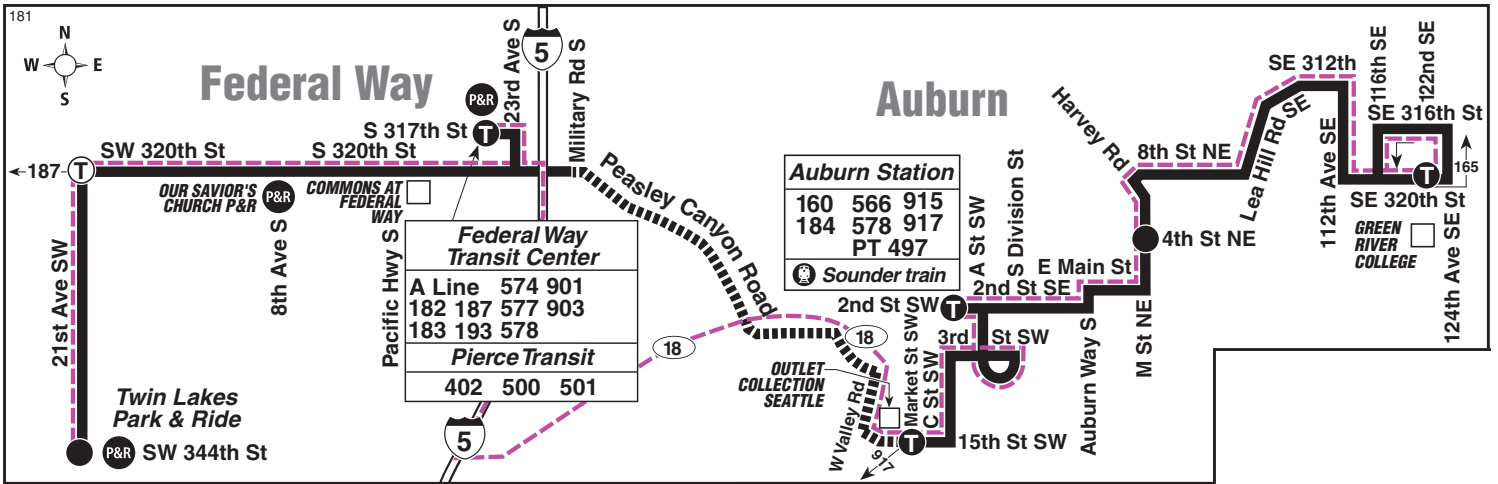 181
N
W E
S
Federal Way
Auburn
P&R
S 317th St
T
23rd Ave S
5
Military Rd S
187
T
SW 320th St
S 320th St
OUR SAVIOR'S
CHURCH P&R
P&R
8th Ave S
COMMONS AT
FEDERAL
WAY
Pacific Hwy S
21st Ave SW
Twin Lakes
Park & Ride
P&R
SW 344th St
Federal Way
Transit Center
A Line 574 901
182 187 577 903
183 193 578
Pierce Transit
402 500 501
5
Peasley Canyon Road
18
18
OUTLET
COLLECTION
SEATTLE
W Valley Rd
917
T
Market St SW
C St SW
15th St SW
3rd St SW
2nd St SW
T
Auburn Station
160 566 915
184 578 917
PT 497
Sounder train
A St SW
S Division St
2nd St SE
E Main St
Auburn Way S
M St NE
4th St NE
Harvey Rd
8th St NE
Lea Hill Rd SE
SE 312th
112th Ave SE
116th SE
122nd SE
SE 316th St
T
165
SE 320th St
GREEN
RIVER
COLLEGE
124th Ave SE